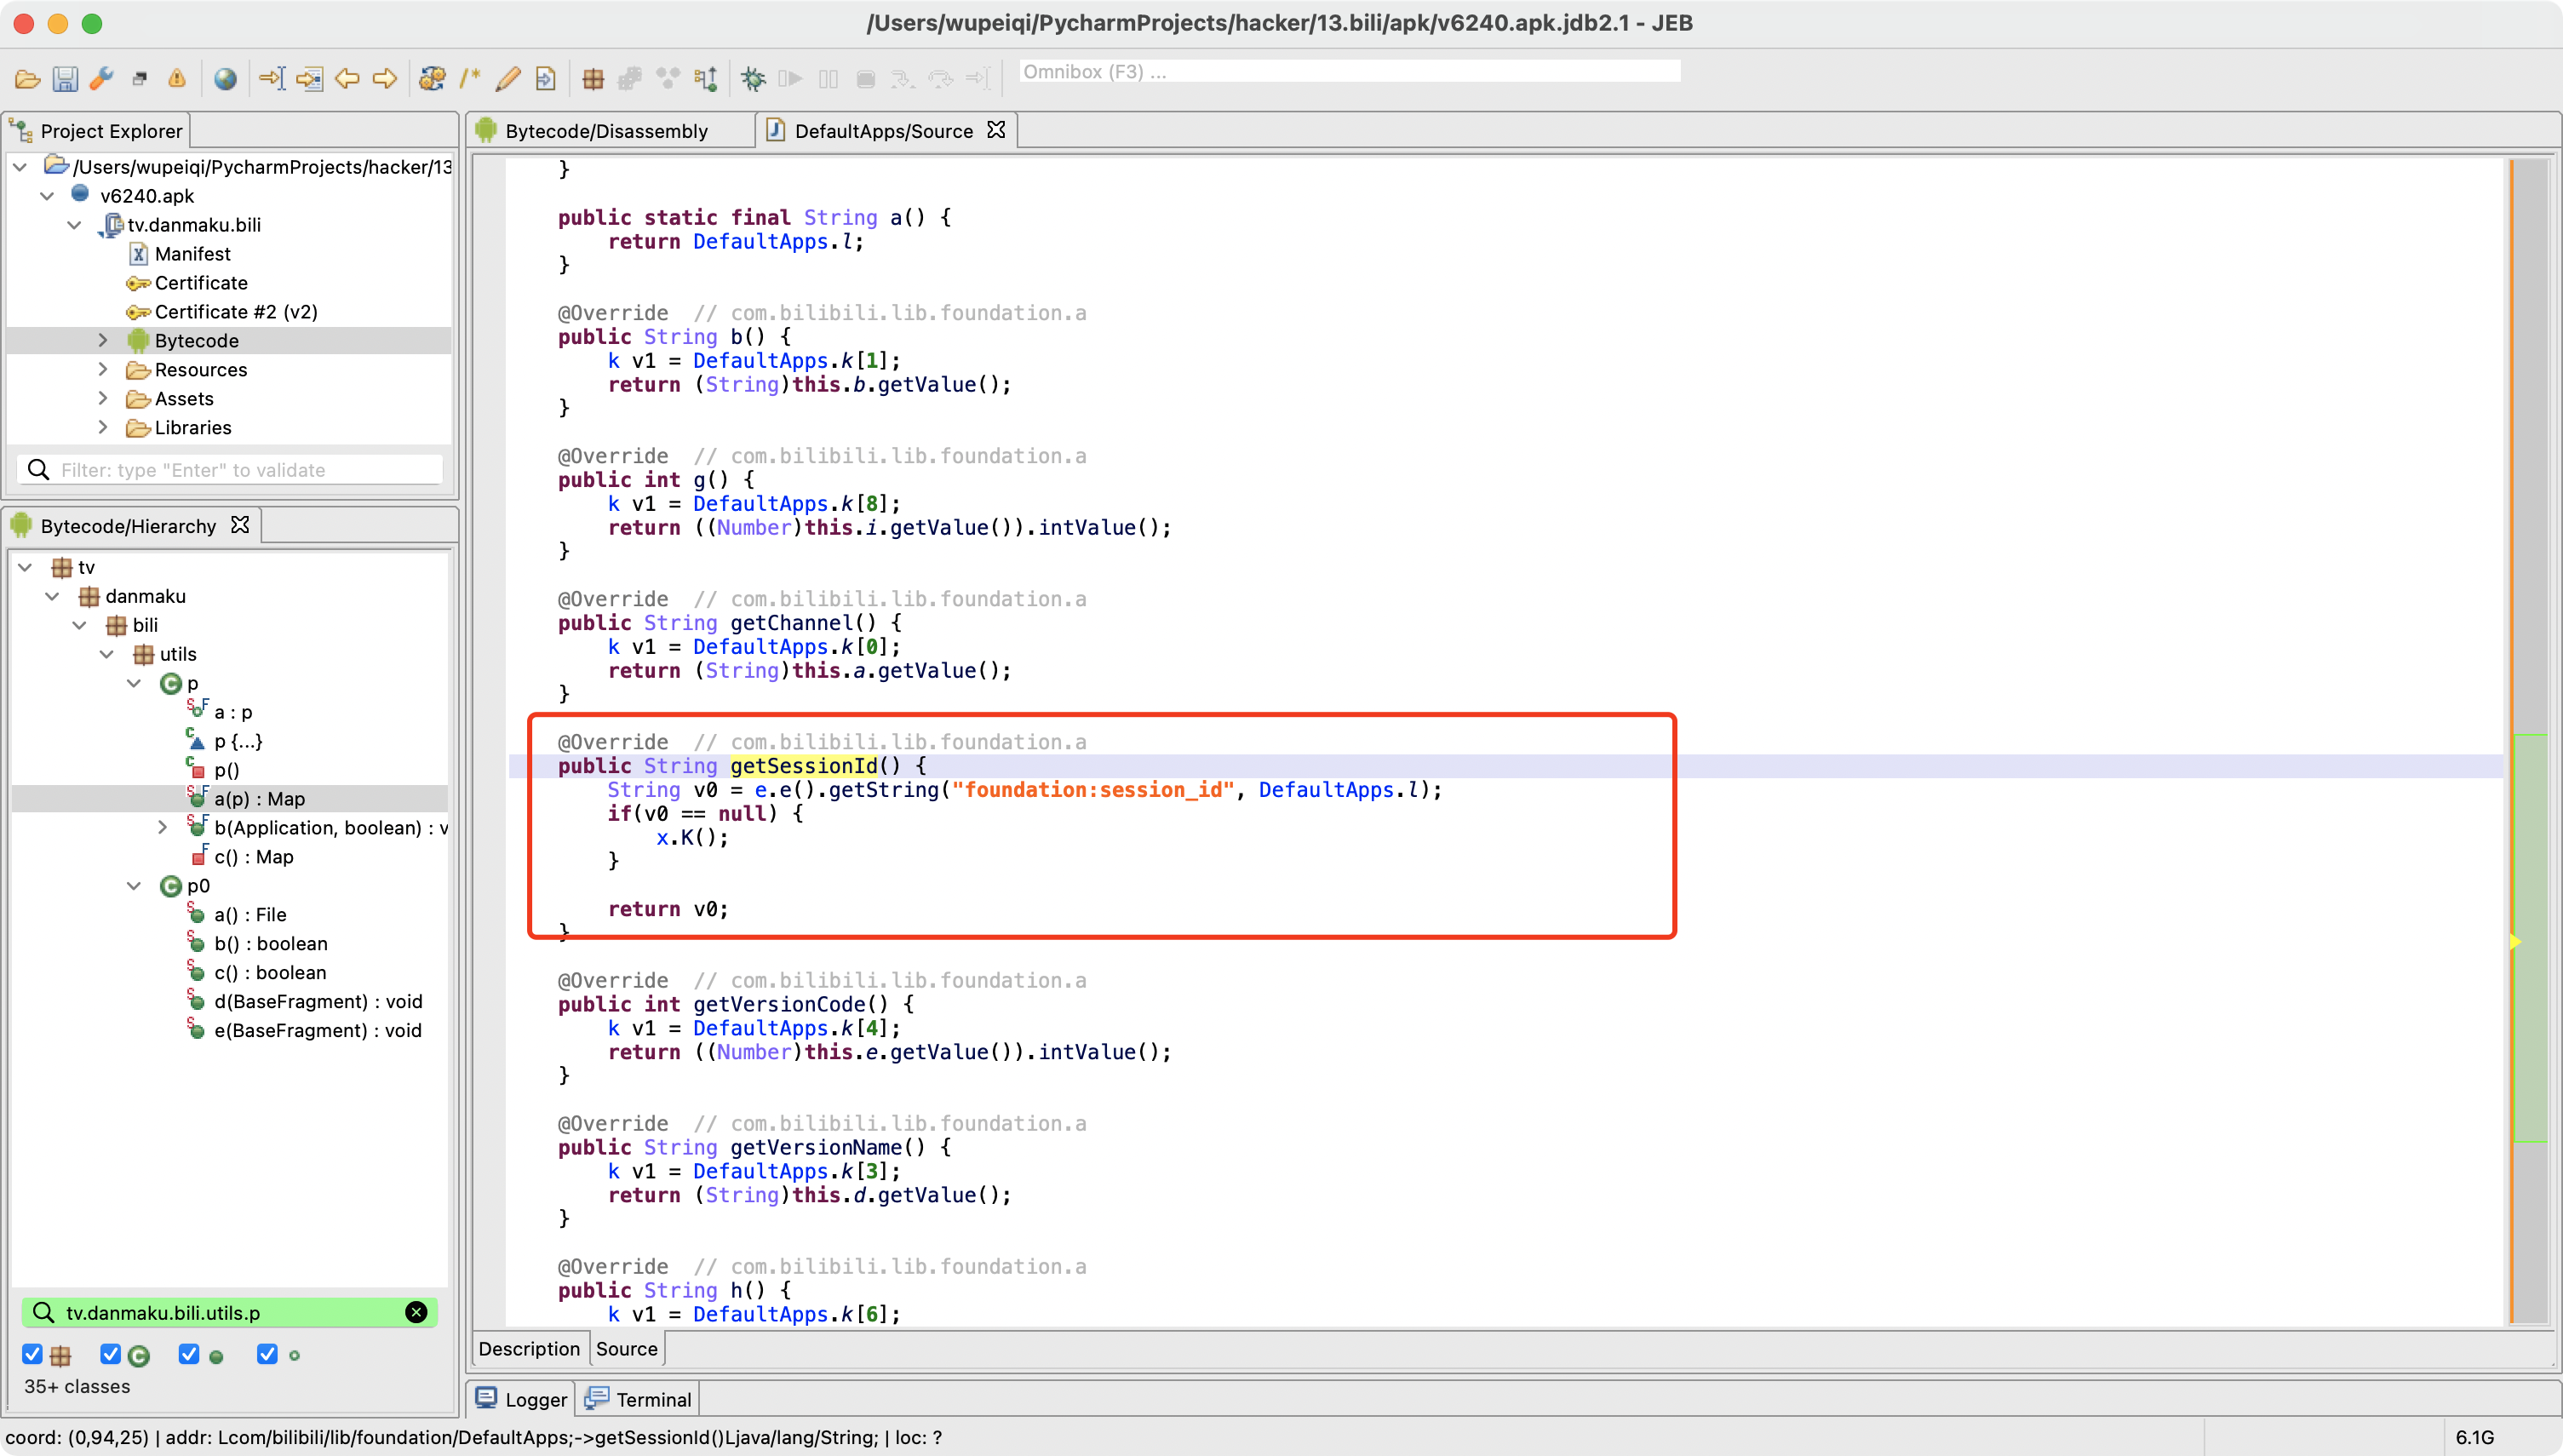 /Users/wupeiqi/PycharmProjects/hacker/13.bili/apk/v6240.apk.jdb2.1 - JEB
Omnibox (F3) ...
Project Explorer
/Users/wupeiqi/PycharmProjects/hacker/13
v6240.apk
tv.danmaku.bili
Manifest
Certificate
Certificate #2 (v2)
Bytecode
Resources
Assets
Libraries
Filter: type "Enter" to validate
Bytecode/Hierarchy
tv
danmaku
bili
utils
p
a : p
p {...}
p()
a(p) : Map
b(Application, boolean) : v
c() : Map
p0
a() : File
b() : boolean
c() : boolean
d(BaseFragment) : void
e(BaseFragment) : void
tv.danmaku.bili.utils.p
35+ classes
Bytecode/Disassembly
DefaultApps/Source
}
public static final String a() {
return DefaultApps.l;
}
@Override  // com.bilibili.lib.foundation.a
public String b() {
k v1 = DefaultApps.k[1];
return (String)this.b.getValue();
}
@Override  // com.bilibili.lib.foundation.a
public int g() {
k v1 = DefaultApps.k[8];
return ((Number)this.i.getValue()).intValue();
}
@Override  // com.bilibili.lib.foundation.a
public String getChannel() {
k v1 = DefaultApps.k[0];
return (String)this.a.getValue();
}
@Override  // com.bilibili.lib.foundation.a
public String getSessionId() {
String v0 = e.e().getString("foundation:session_id", DefaultApps.l);
if(v0 == null) {
x.K();
}
return v0;
}
@Override  // com.bilibili.lib.foundation.a
public int getVersionCode() {
k v1 = DefaultApps.k[4];
return ((Number)this.e.getValue()).intValue();
}
@Override  // com.bilibili.lib.foundation.a
public String getVersionName() {
k v1 = DefaultApps.k[3];
return (String)this.d.getValue();
}
@Override  // com.bilibili.lib.foundation.a
public String h() {
k v1 = DefaultApps.k[6];
Description
Source
Logger
Terminal
coord: (0,94,25) | addr: Lcom/bilibili/lib/foundation/DefaultApps;->getSessionId()Ljava/lang/String; | loc: ?
6.1G